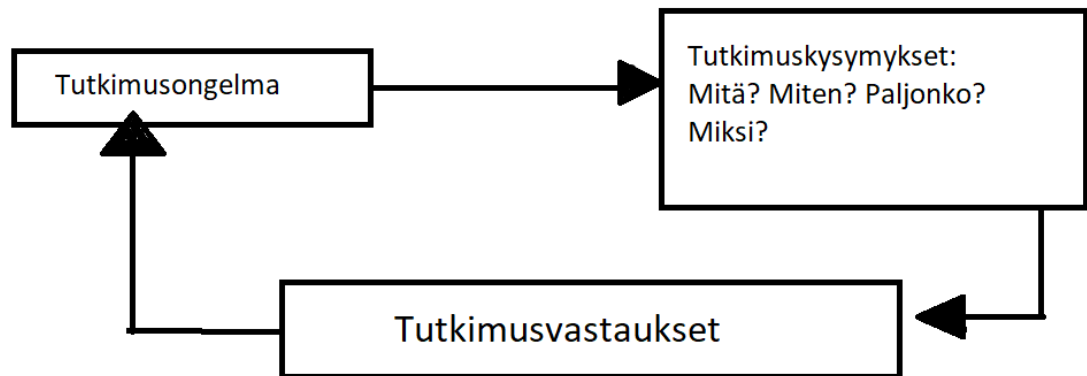 Tutkimusongelma
Tutkimuskysymykset:
Mitä? Miten? Paljonko?
Miksi?
Tutkimusvastaukset